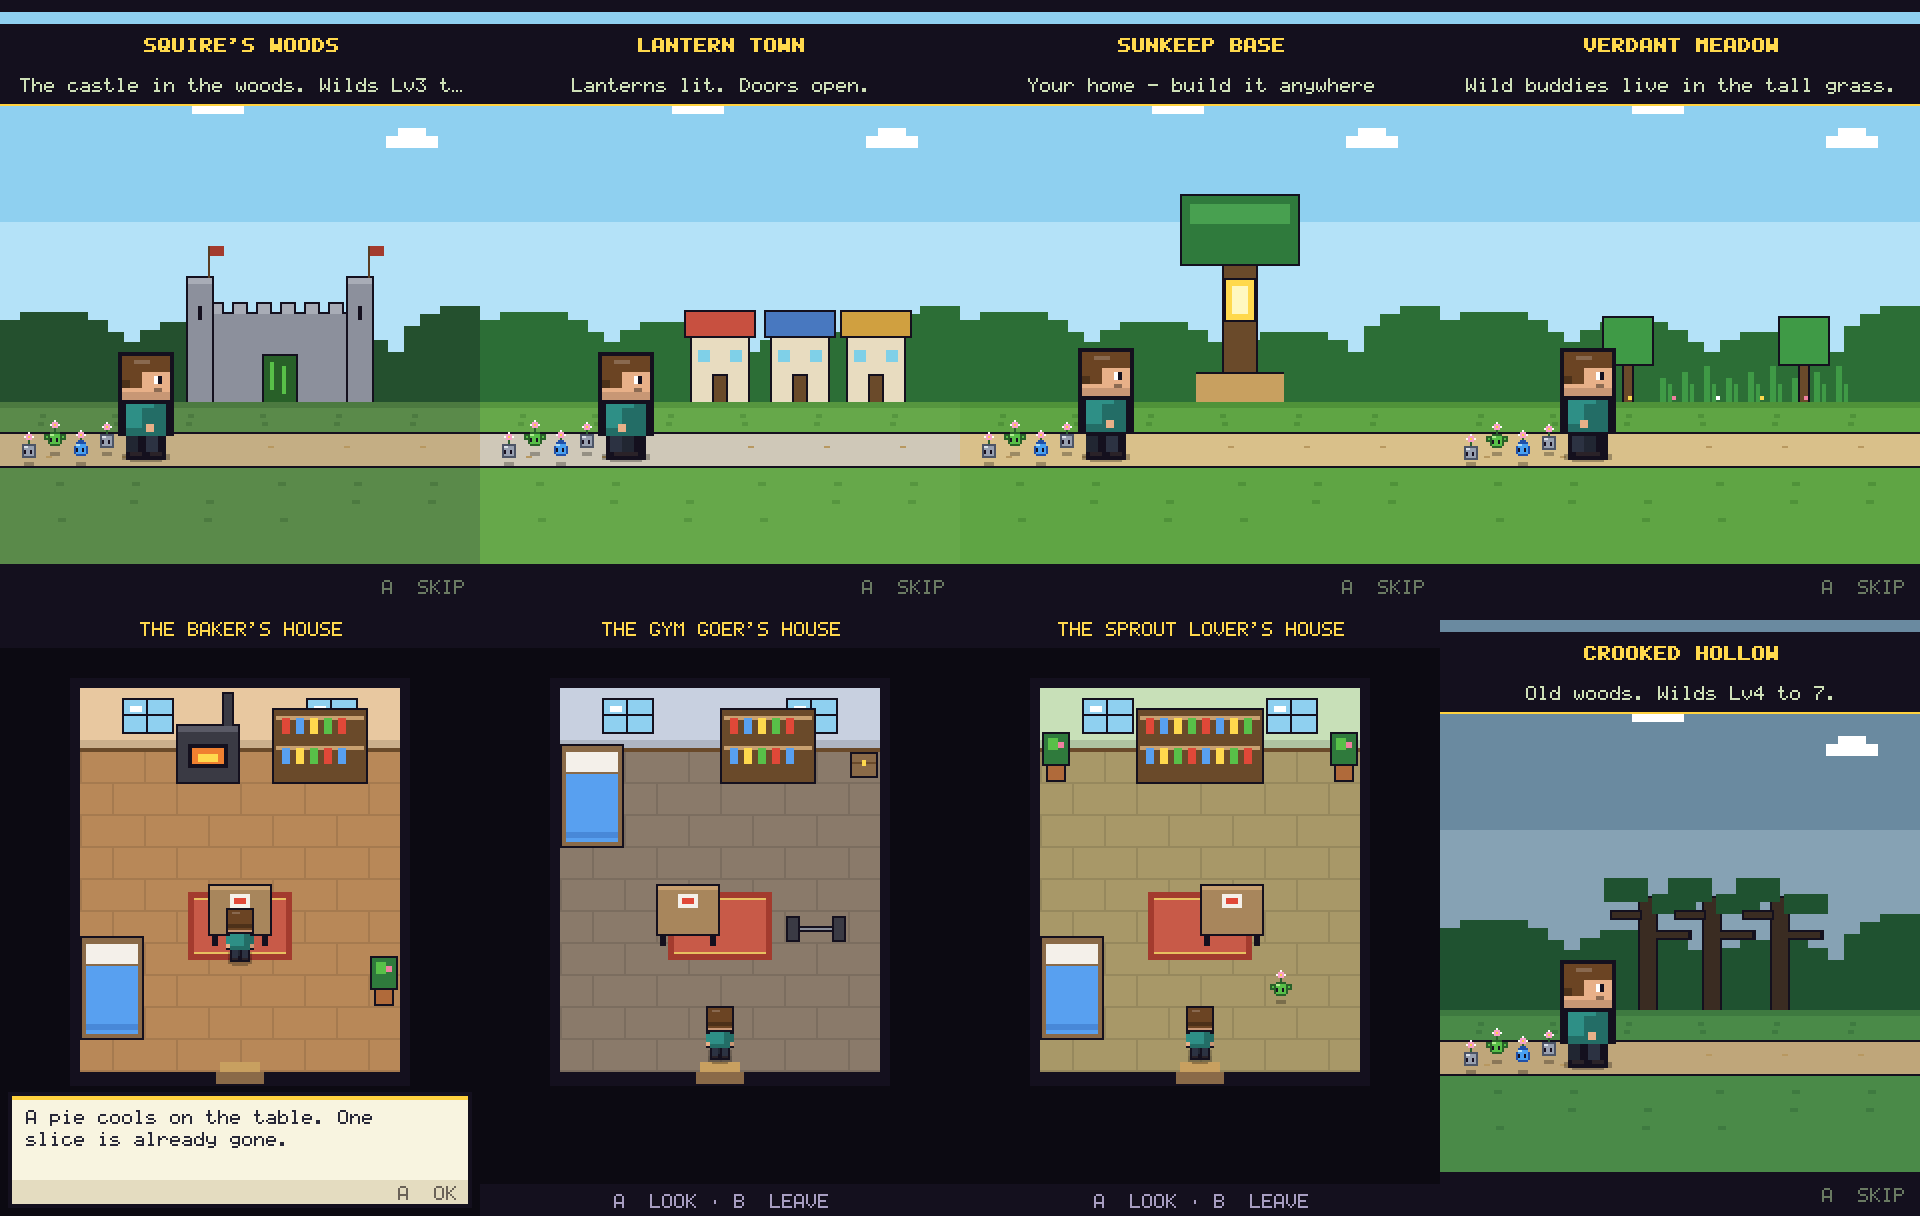 SQUIRE'S WOODS
The castle in the woods. Wilds Lv3 t…
A SKIP
LANTERN TOWN
Lanterns lit. Doors open.
A SKIP
SUNKEEP BASE
Your home – build it anywhere
A SKIP
VERDANT MEADOW
Wild buddies live in the tall grass.
A SKIP
THE BAKER'S HOUSE
A pie cools on the table. One
slice is already gone.
A OK
THE GYM GOER'S HOUSE
A LOOK · B LEAVE
THE SPROUT LOVER'S HOUSE
A LOOK · B LEAVE
CROOKED HOLLOW
Old woods. Wilds Lv4 to 7.
A SKIP